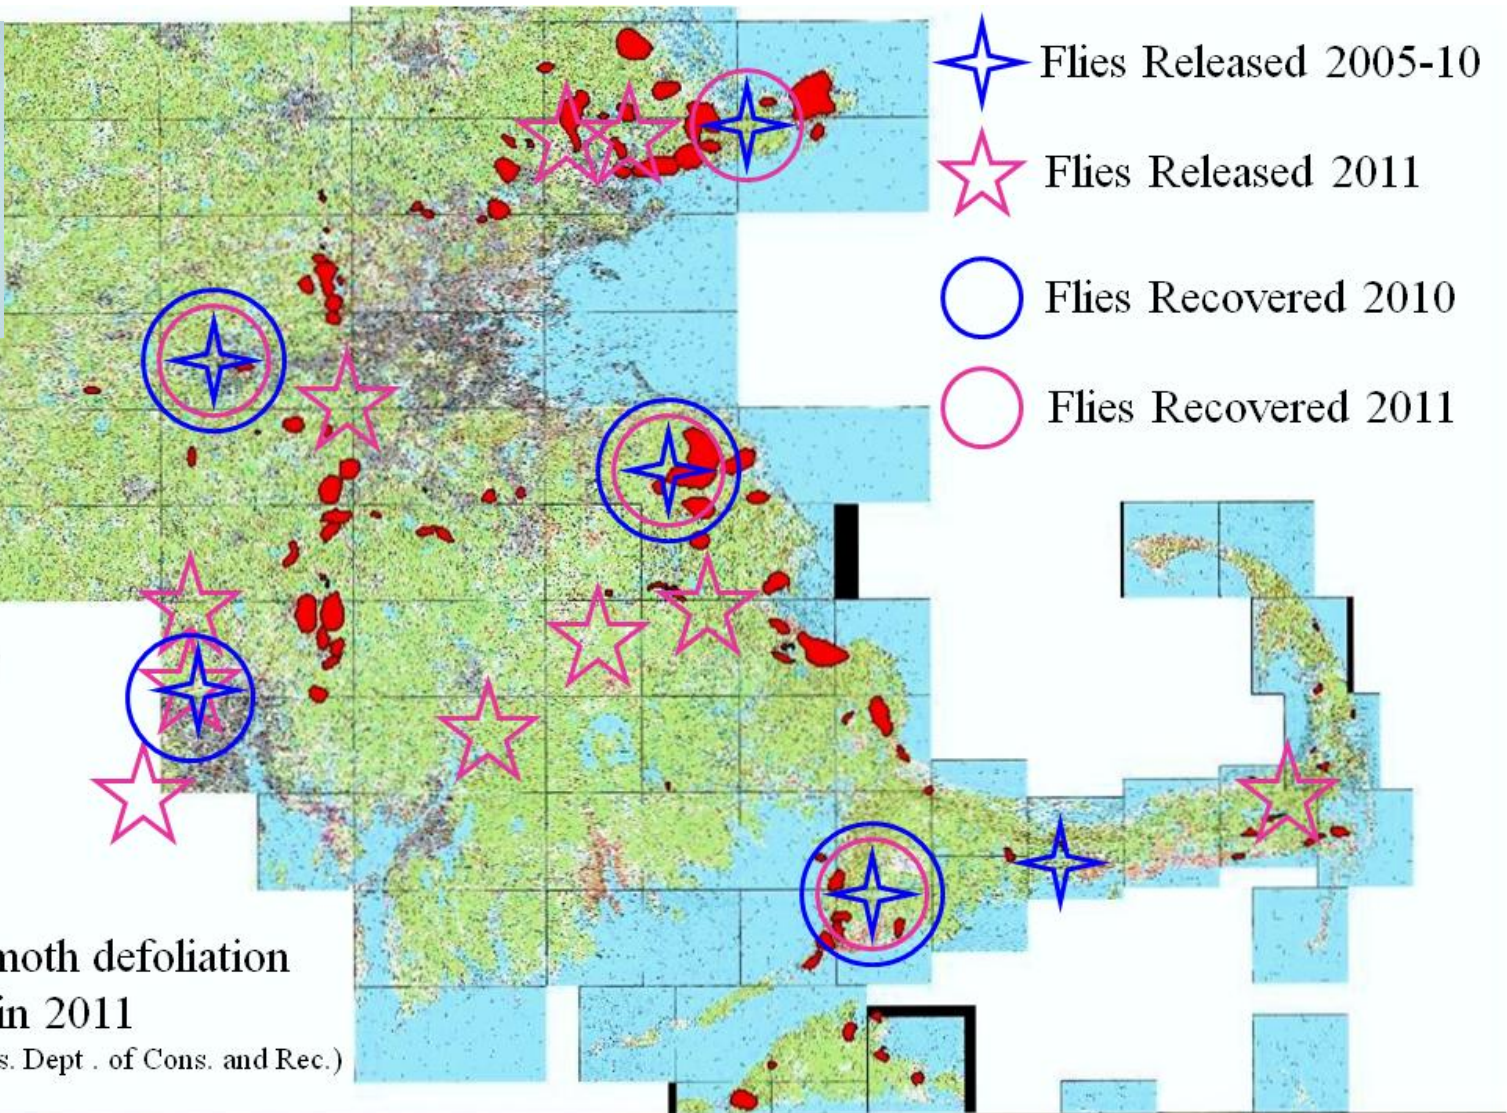 Flies Released 2005-10
Flies Released 2011
Flies Recovered 2010
Flies Recovered 2011
moth defoliation
in 2011
s. Dept . of Cons. and Rec.)